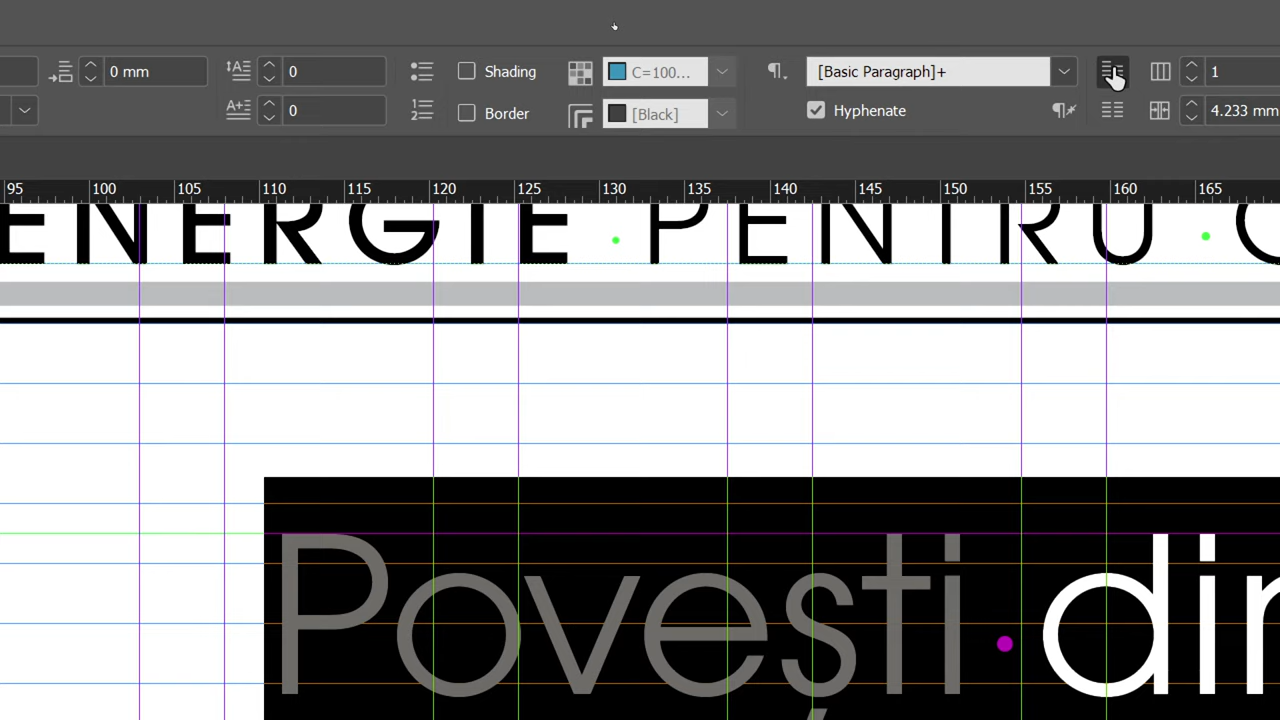 0 mm
0
Shading
C=100...
[Basic Paragraph]+
1
0
Border
[Black]
Hyphenate
4.233 mm
95 100 105 110 115 120 125 130 135 140 145 150 155 160 165
ENERGIE PENTRU
Povești